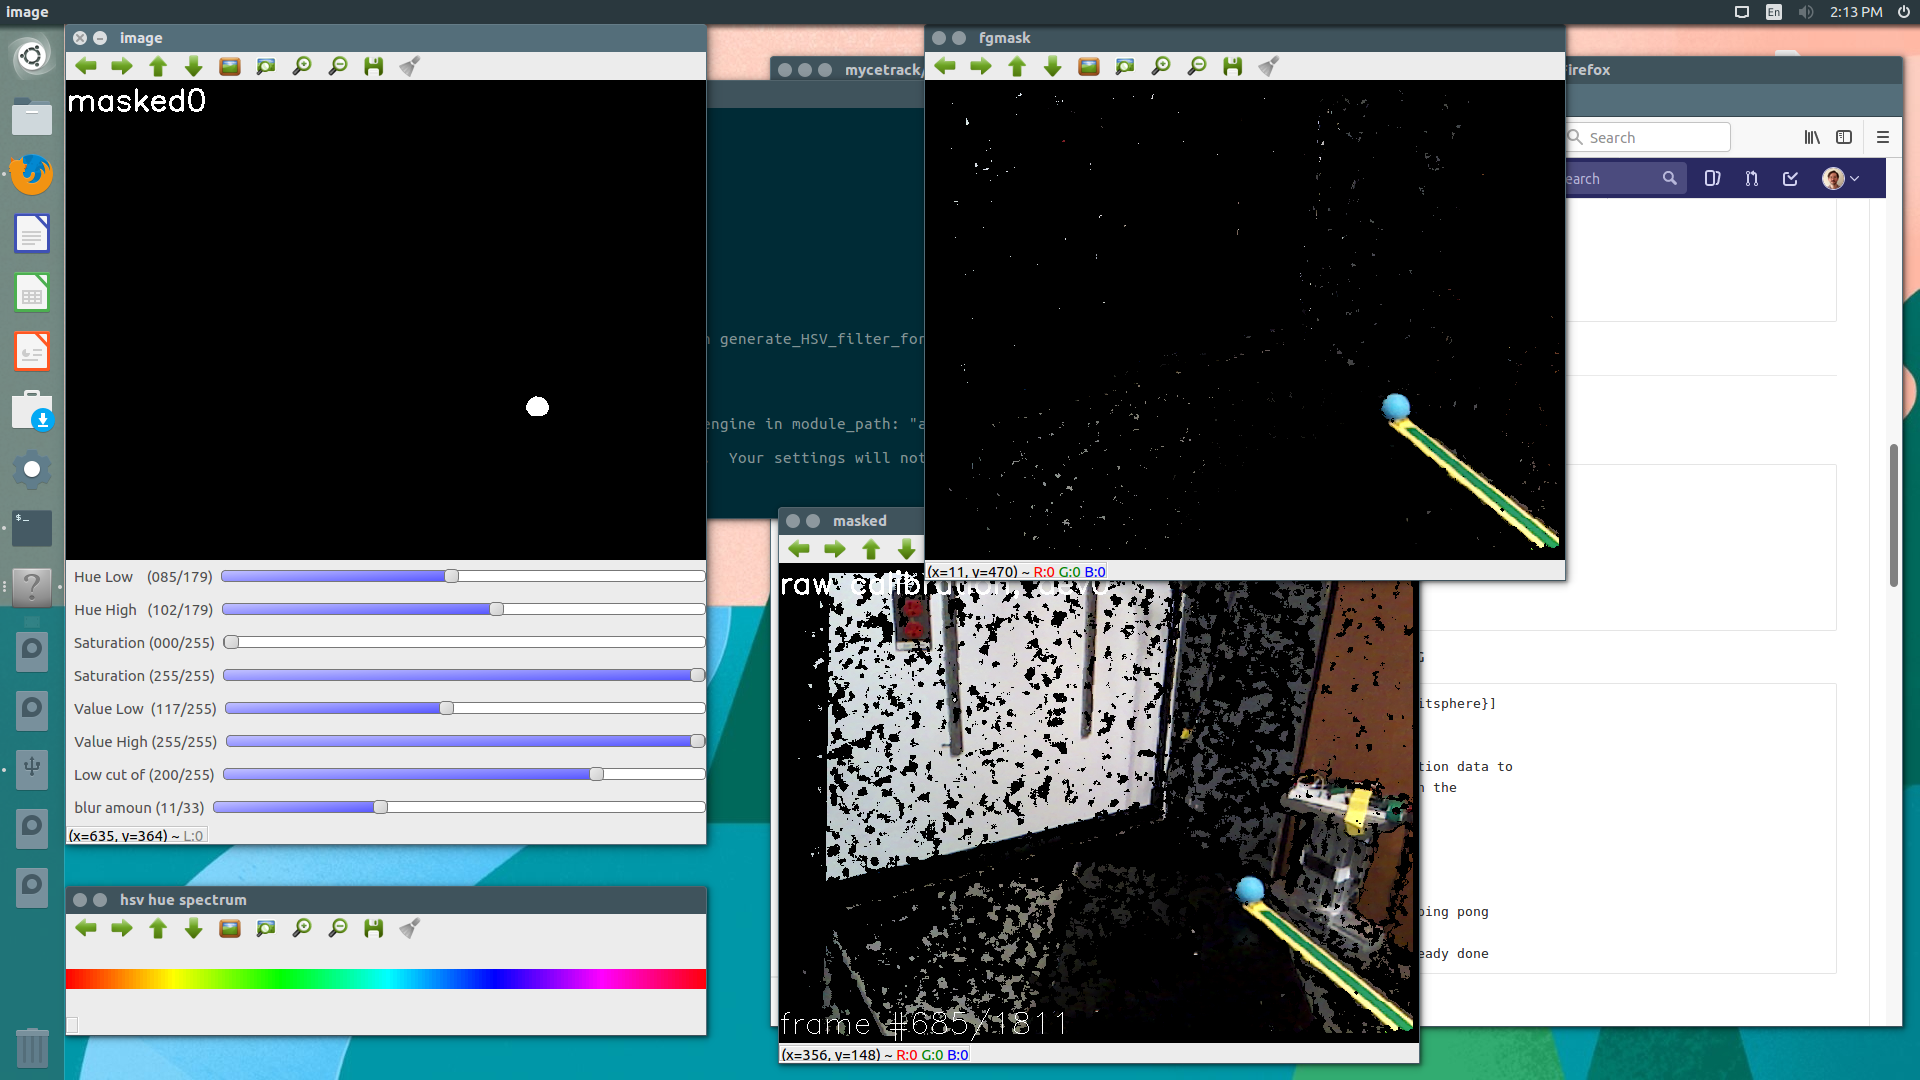 image
En
2:13 PM
image
masked0
Hue Low (085/179)
Hue High (102/179)
Saturation (000/255)
Saturation (255/255)
Value Low (117/255)
Value High (255/255)
Low cut of (200/255)
blur amoun (11/33)
(x=635, y=364) ~ L:0
hsv hue spectrum
mycetrack/
generate_HSV_filter_for
engine in module_path: "a
Your settings will not
fgmask
(x=11, y=470) ~ R:0 G:0 B:0
masked
raw calibration,
frame #685/1811
(x=356, y=148) ~ R:0 G:0 B:0
irefox
Search
earch
itsphere}]
tion data to
the
ping pong
eady done